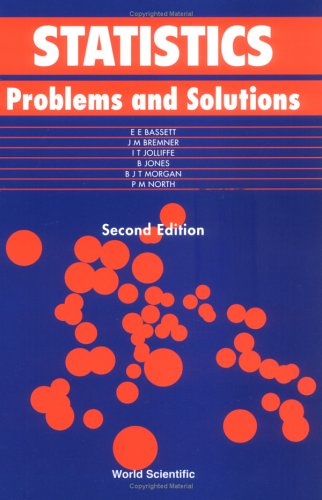 STATISTICS
Problems and Solutions
E E BASSETT
J M BREMNER
I T JOLLIFFE
B JONES
B J T MORGAN
P M NORTH
Second Edition
World Scientific